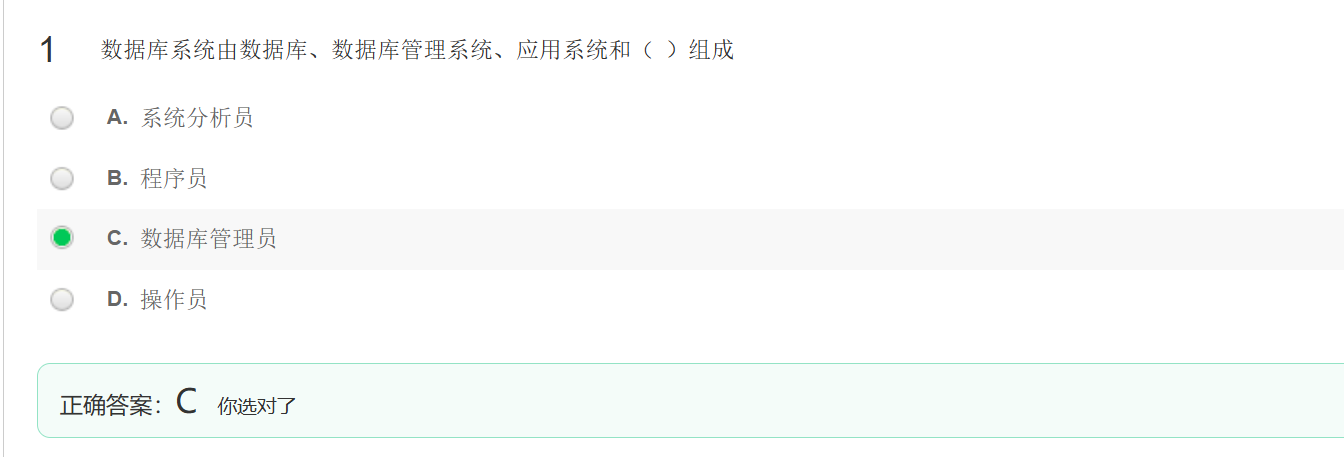 1 数据库系统由数据库、数据库管理系统、应用系统和（ ）组成
A. 系统分析员
B. 程序员
C. 数据库管理员
D. 操作员
正确答案：C 你选对了